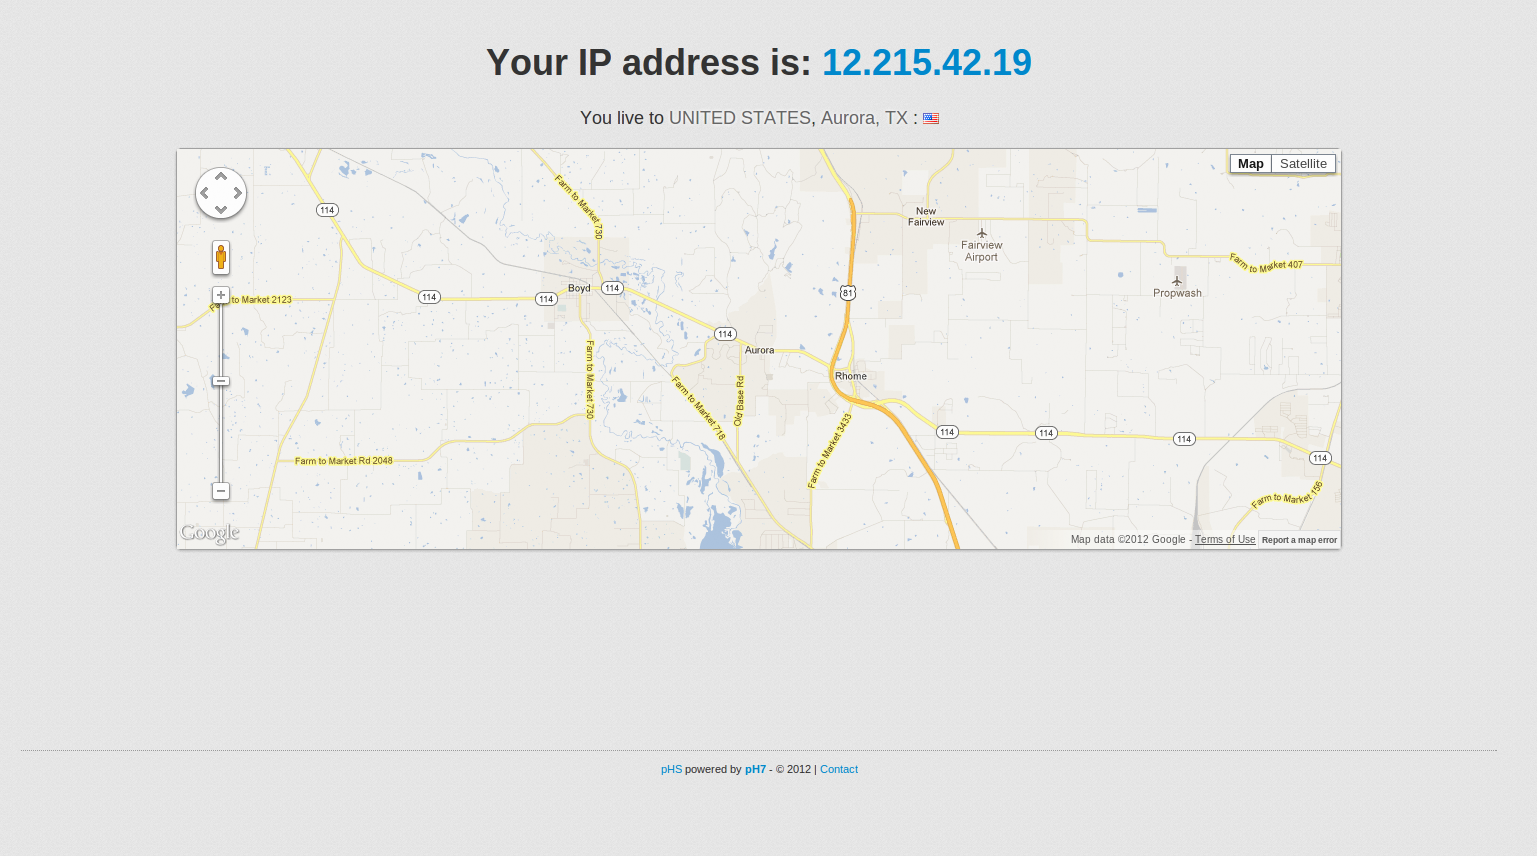 Your IP address is: 12.215.42.19
You live to UNITED STATES, Aurora, TX :
Map
Satellite
114
Farm to Market 730
New
Fairview
Fairview
Airport
Farm to Market 407
Propwash
Boyd
114
114
114
81
to Market 2123
114
Aurora
Rhome
Farm to Market 730
Farm to Market 718
Old Base Rd
Farm to Market 3433
114
114
114
114
Farm to Market Rd 2048
Farm to Market 156
Google
Map data ©2012 Google - Terms of Use
Report a map error
pHS powered by pH7 - © 2012 | Contact